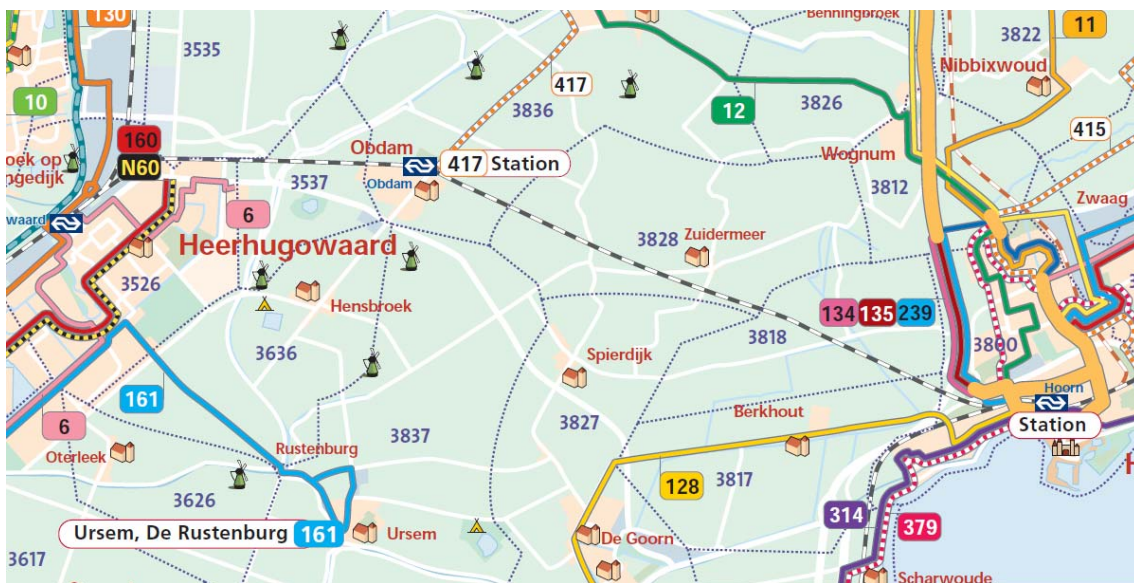 130
3535
Benningbroek
3822
11
Nibbixwoud
10
417
3836
12
3826
415
160
N60
Obdam
417 Station
Wognum
oek op
ngedijk
3537
Obdam
3812
Zwaag
waard
6
Heerhugowaard
3828
Zuidermeer
3526
Hensbroek
134
135
239
3818
3800
3636
Spierdijk
161
Hoorn
Berkhout
Station
6
3827
Oterleek
Rustenburg
3837
H
3626
128
3817
Ursem, De Rustenburg 161
Ursem
314
379
De Goorn
3617
Scharwoude